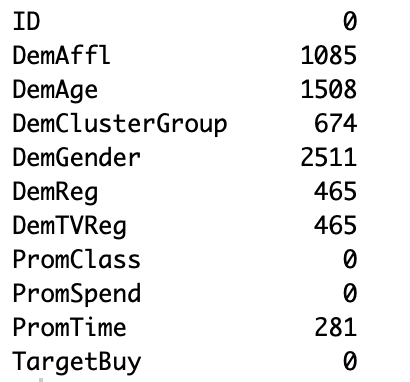 ID 0
DemAffl 1085
DemAge 1508
DemClusterGroup 674
DemGender 2511
DemReg 465
DemTVReg 465
PromClass 0
PromSpend 0
PromTime 281
TargetBuy 0